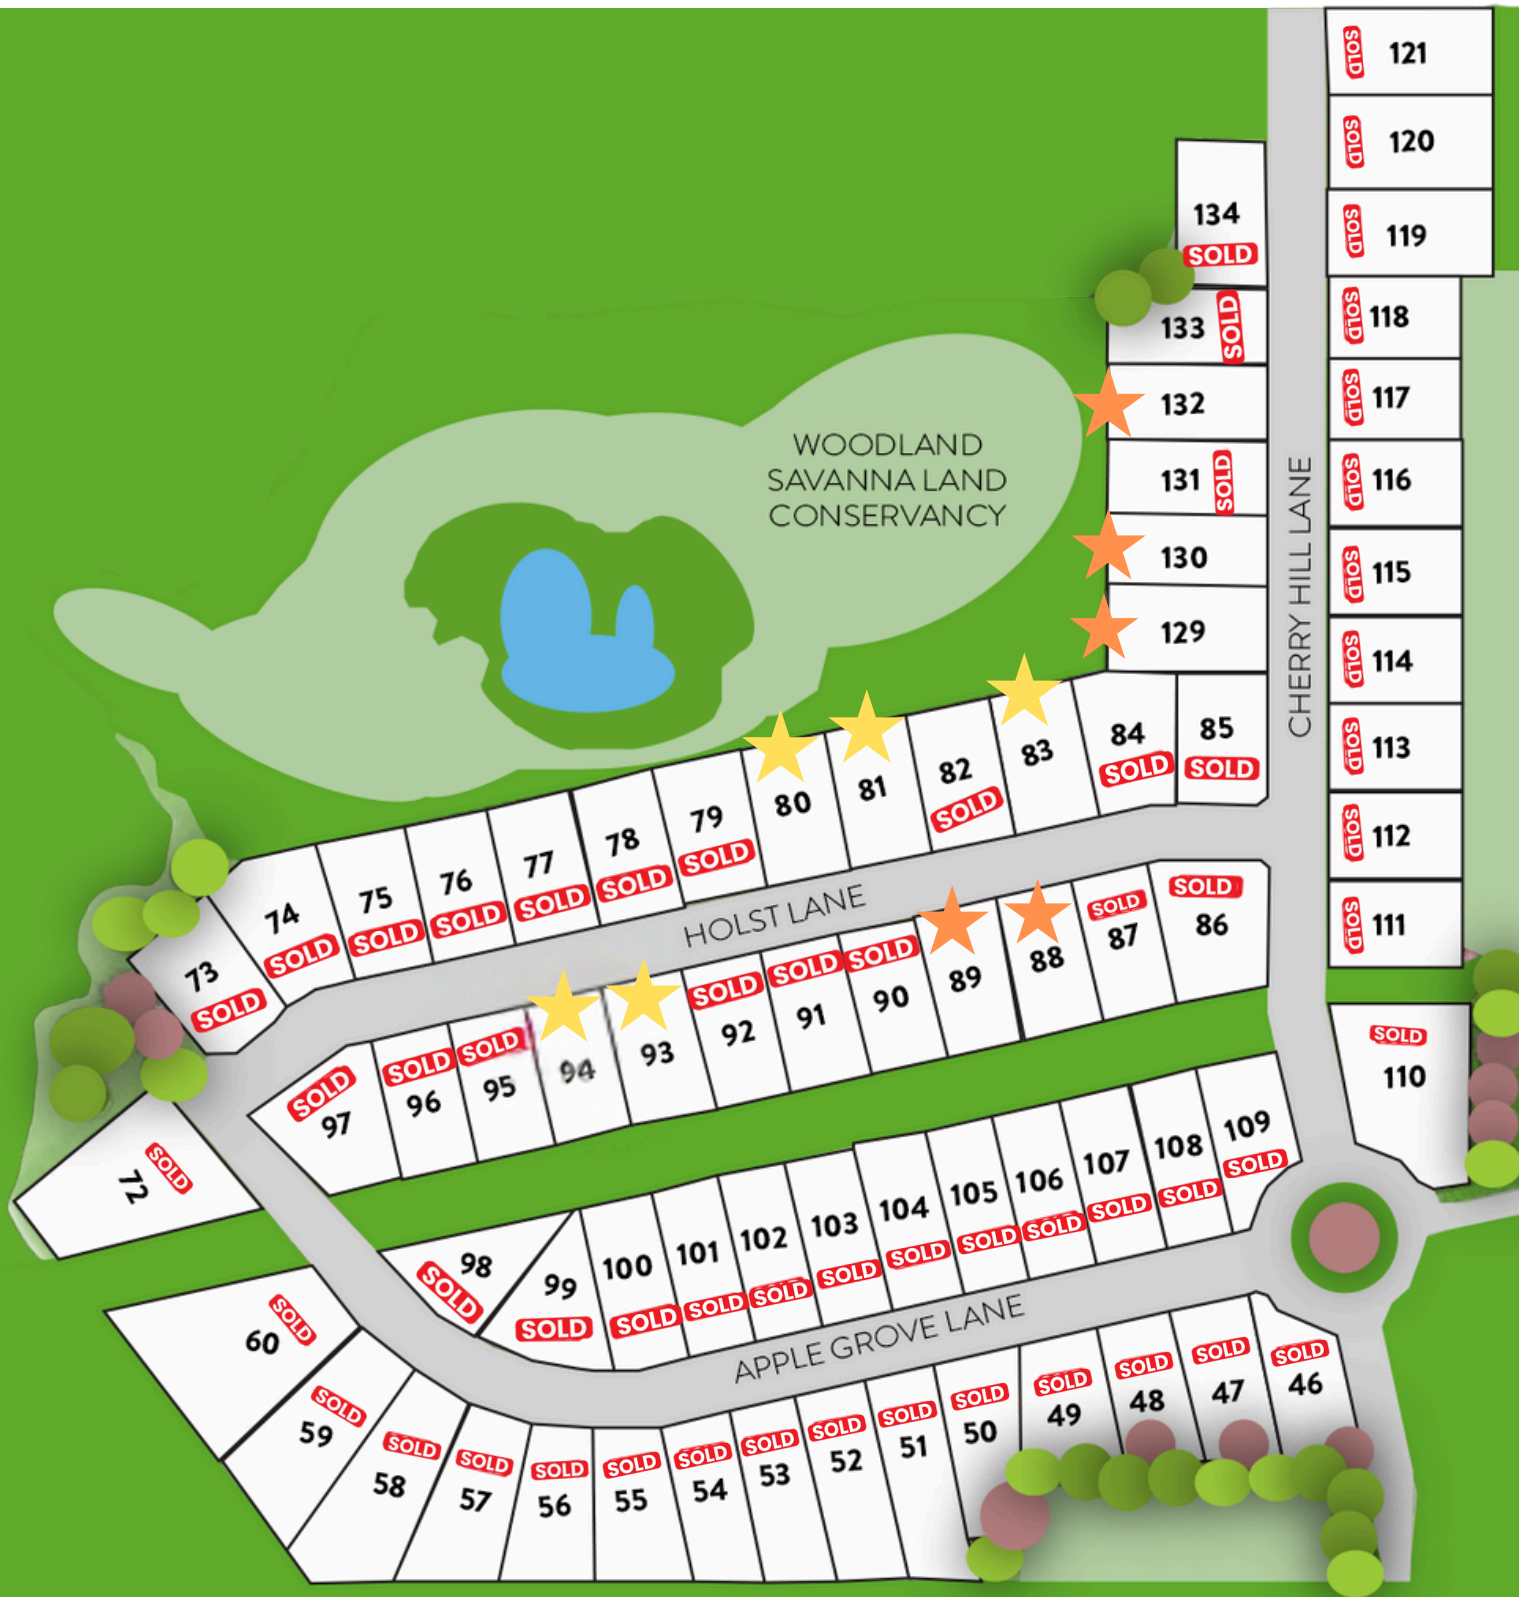 SOLD 121
SOLD 120
SOLD 119
134
SOLD
SOLD 118
133 SOLD
SOLD 117
132
WOODLAND
SAVANNA LAND
CONSERVANCY
131 SOLD
SOLD 116
130
SOLD 115
129
SOLD 114
CHERRY HILL LANE
85
SOLD
84
SOLD
SOLD 113
83
82
SOLD
81
80
79
SOLD
78
SOLD
77
SOLD
76
SOLD
75
SOLD
74
SOLD
73
SOLD
SOLD 112
SOLD 111
HOLST LANE
SOLD
86
SOLD
87
88
89
SOLD
90
SOLD
91
SOLD
92
93
94
SOLD
95
SOLD
96
SOLD
97
SOLD
72
SOLD
110
109
SOLD
108
SOLD
107
SOLD
106
SOLD
105
SOLD
104
SOLD
103
SOLD
102
SOLD
101
SOLD
100
SOLD
99
SOLD
98
SOLD
APPLE GROVE LANE
SOLD
60
SOLD
59
SOLD
58
SOLD
57
SOLD
56
SOLD
55
SOLD
54
SOLD
53
SOLD
52
SOLD
51
SOLD
50
SOLD
49
SOLD
48
SOLD
47
SOLD
46